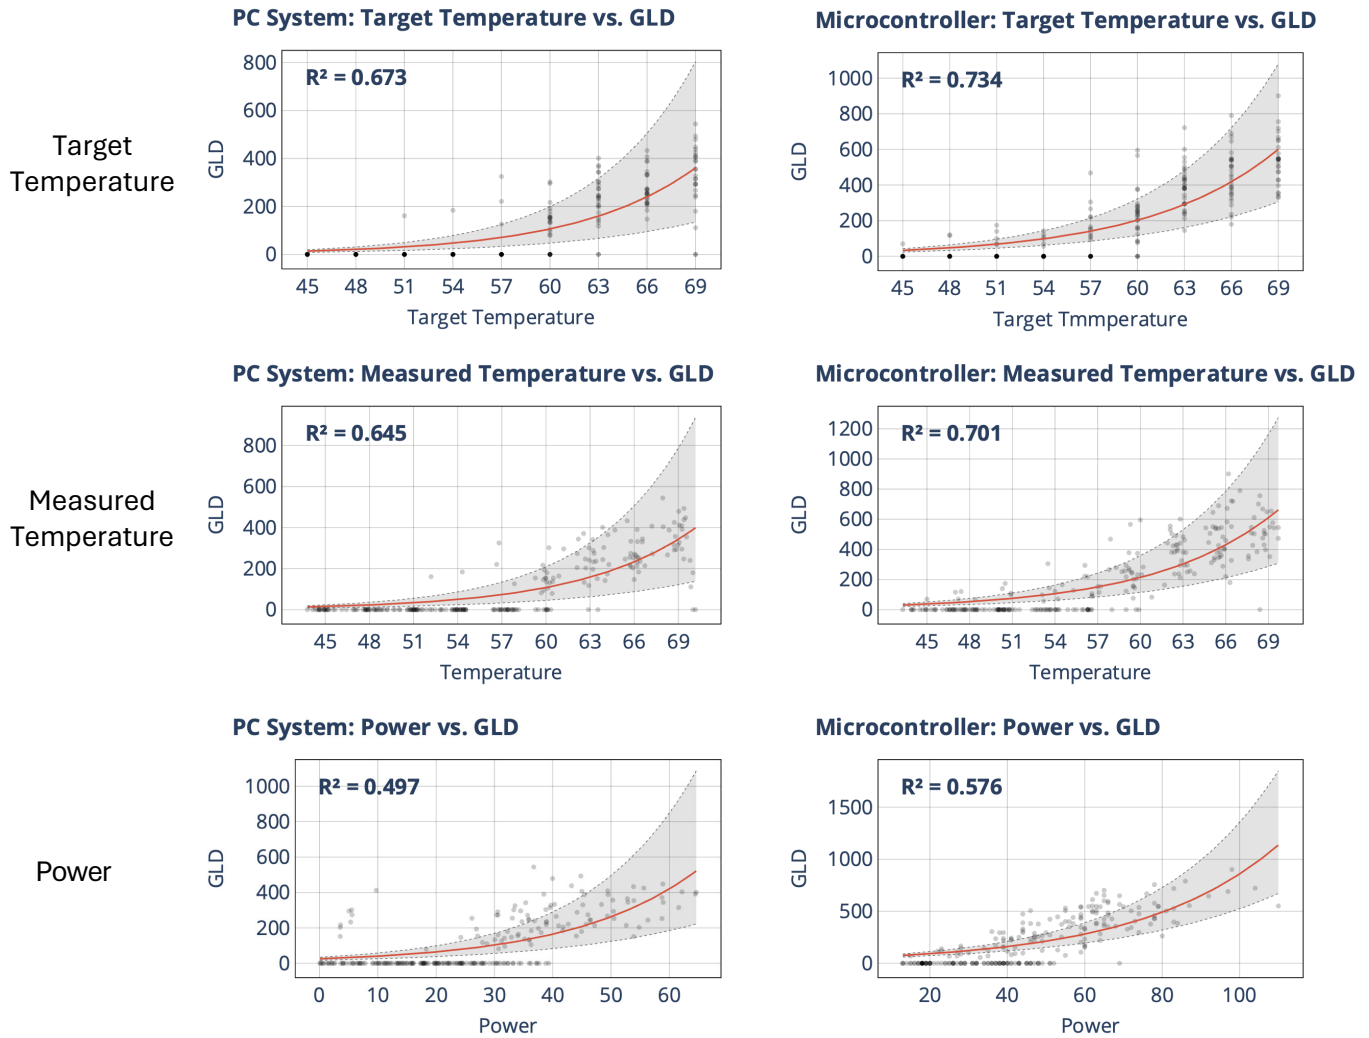 PC System: Target Temperature vs. GLD
Microcontroller: Target Temperature vs. GLD
Target
Temperature
R² = 0.673
GLD
800
600
400
200
0
45 48 51 54 57 60 63 66 69
Target Temperature
R² = 0.734
GLD
1000
800
600
400
200
0
45 48 51 54 57 60 63 66 69
Target Tmmperature
PC System: Measured Temperature vs. GLD
Microcontroller: Measured Temperature vs. GLD
Measured
Temperature
R² = 0.645
GLD
800
600
400
200
0
45 48 51 54 57 60 63 66 69
Temperature
R² = 0.701
GLD
1200
1000
800
600
400
200
0
45 48 51 54 57 60 63 66 69
Temperature
PC System: Power vs. GLD
Microcontroller: Power vs. GLD
Power
R² = 0.497
GLD
1000
800
600
400
200
0
0 10 20 30 40 50 60
Power
R² = 0.576
GLD
1500
1000
500
0
20 40 60 80 100
Power